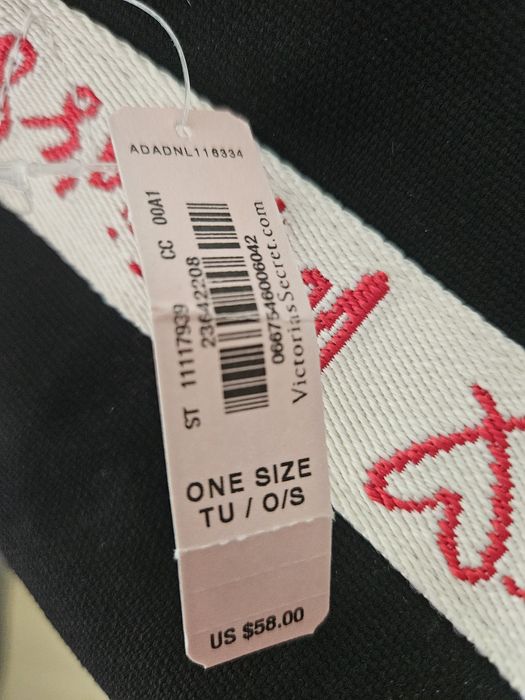 ADADNL116334
ST 11117939 CC 00A1
23642208
0667546006042
VictoriasSecret.com
ONE SIZE
TU / O/S
US $58.00